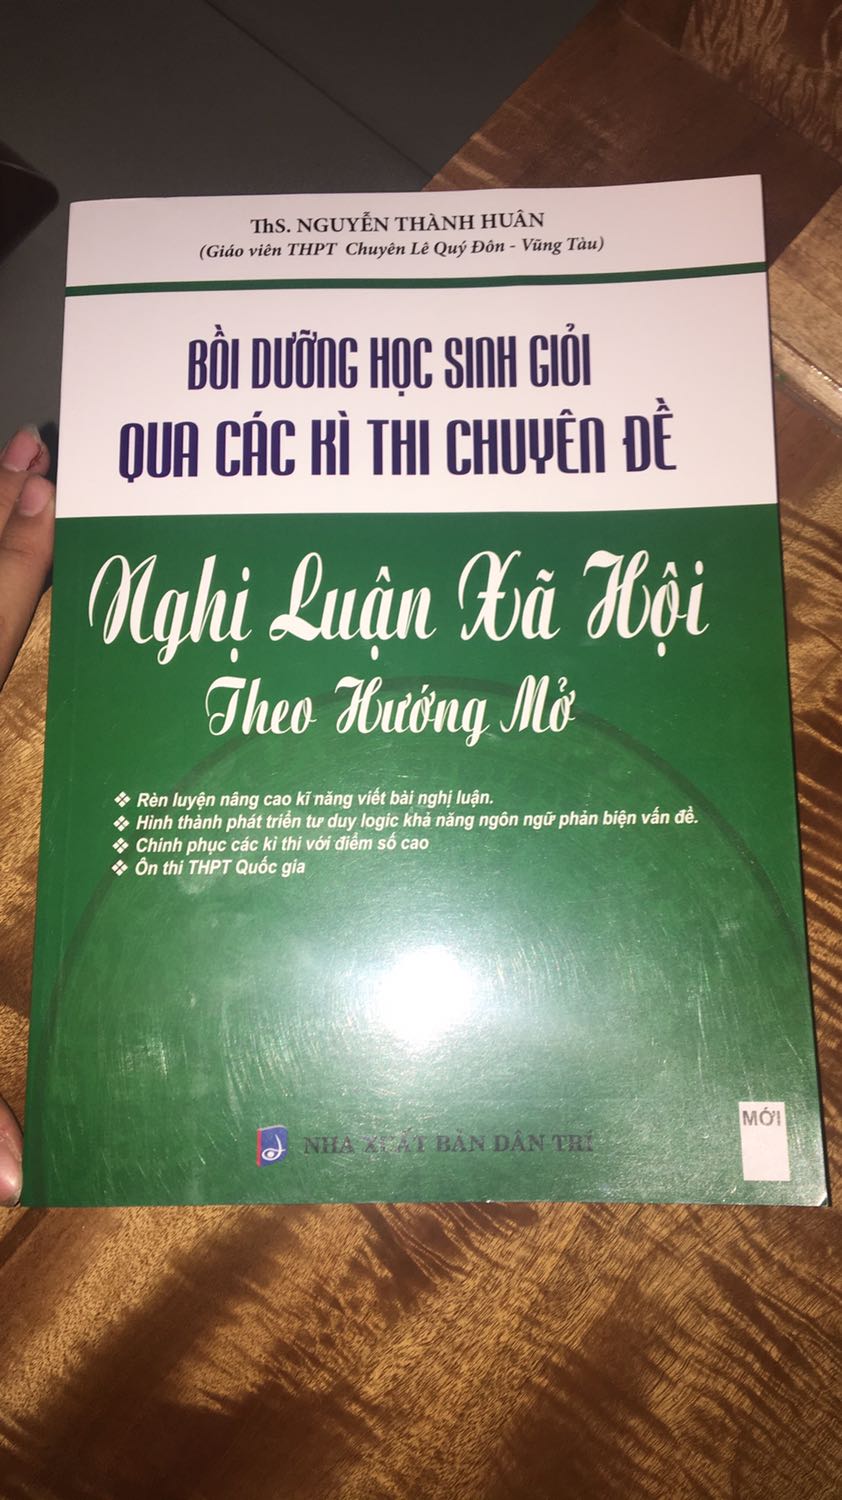 ThS. NGUYỄN THÀNH HUÂN
(Giáo viên THPT Chuyên Lê Quý Đôn - Vũng Tàu)
BỒI DƯỠNG HỌC SINH GIỎI
QUA CÁC KÌ THI CHUYÊN ĐỀ
Nghị Luận Xã Hội
Theo Hướng Mở
❖ Rèn luyện nâng cao kĩ năng viết bài nghị luận.
❖ Hình thành phát triển tư duy logic khả năng ngôn ngữ phản biện vấn đề.
❖ Chinh phục các kì thi với điểm số cao
❖ Ôn thi THPT Quốc gia
MỚI
NHÀ XUẤT BẢN DÂN TRÍ